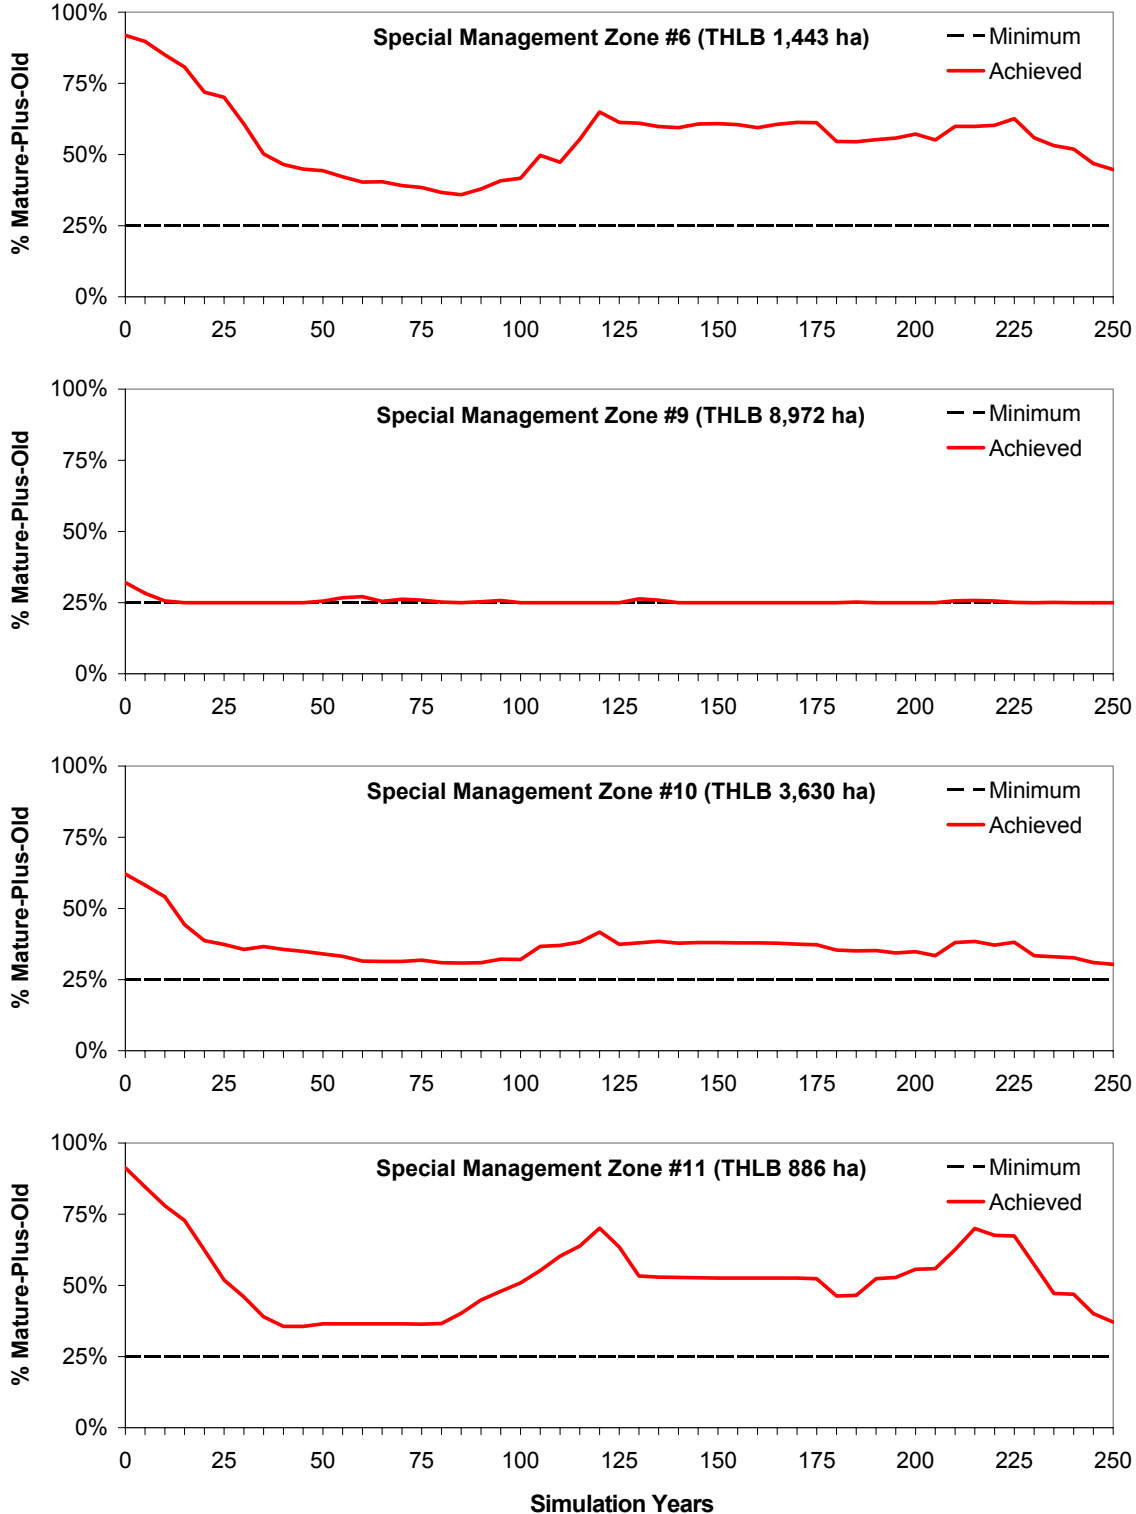 Special Management Zone #6 (THLB 1,443 ha)
Minimum
Achieved
% Mature-Plus-Old
100%
75%
50%
25%
0%
0 25 50 75 100 125 150 175 200 225 250
Special Management Zone #9 (THLB 8,972 ha)
Minimum
Achieved
% Mature-Plus-Old
100%
75%
50%
25%
0%
0 25 50 75 100 125 150 175 200 225 250
Special Management Zone #10 (THLB 3,630 ha)
Minimum
Achieved
% Mature-Plus-Old
100%
75%
50%
25%
0%
0 25 50 75 100 125 150 175 200 225 250
Special Management Zone #11 (THLB 886 ha)
Minimum
Achieved
% Mature-Plus-Old
100%
75%
50%
25%
0%
0 25 50 75 100 125 150 175 200 225 250
Simulation Years